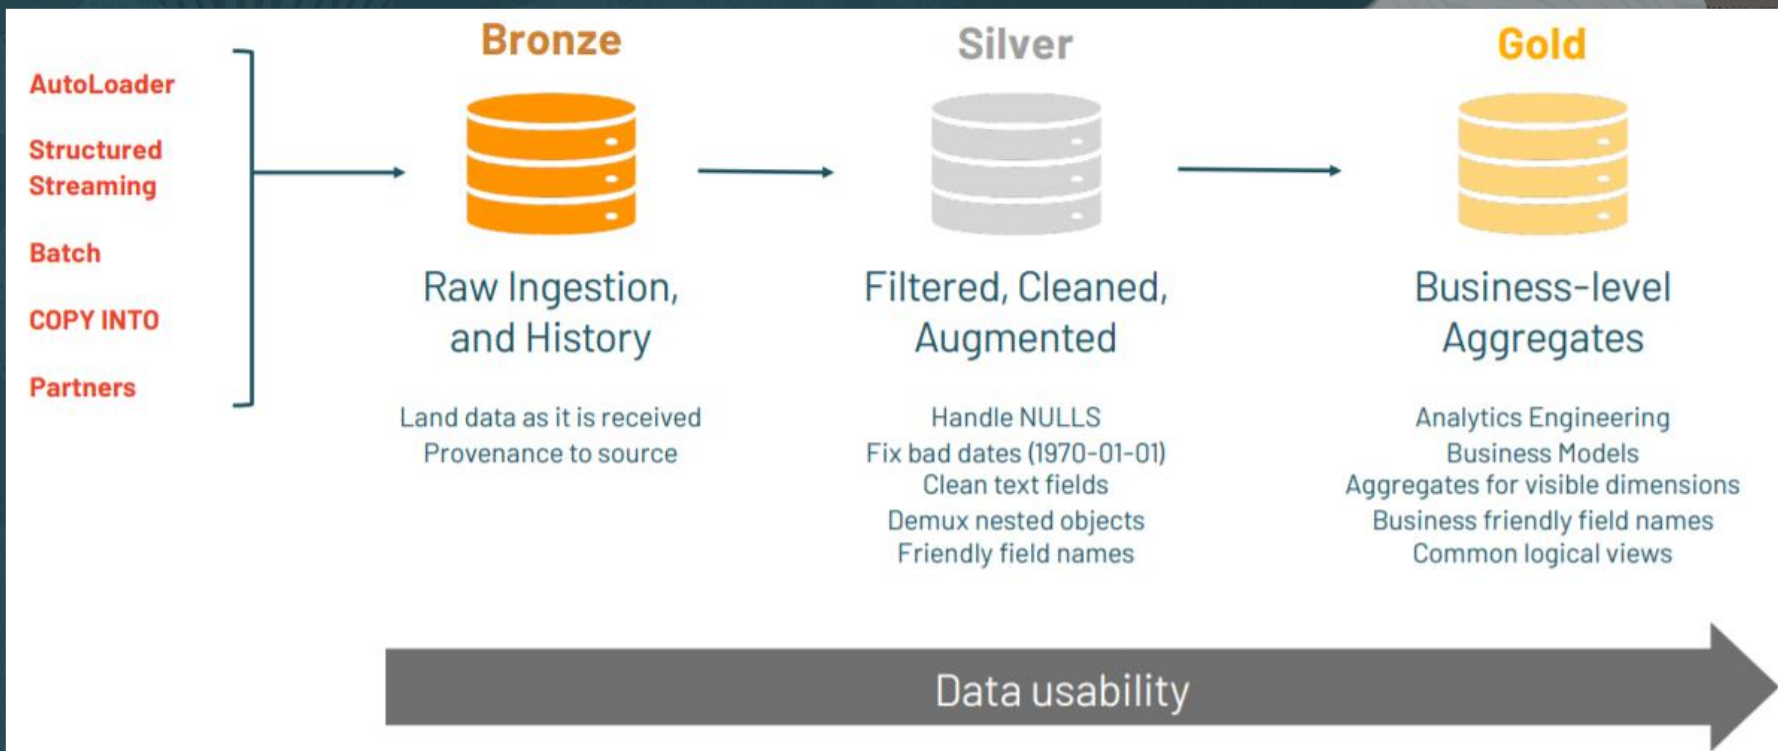 AutoLoader
Structured
Streaming
Batch
COPY INTO
Partners
Bronze
Raw Ingestion,
and History
Land data as it is received
Provenance to source
Silver
Filtered, Cleaned,
Augmented
Handle NULLS
Fix bad dates (1970-01-01)
Clean text fields
Demux nested objects
Friendly field names
Gold
Business-level
Aggregates
Analytics Engineering
Business Models
Aggregates for visible dimensions
Business friendly field names
Common logical views
Data usability